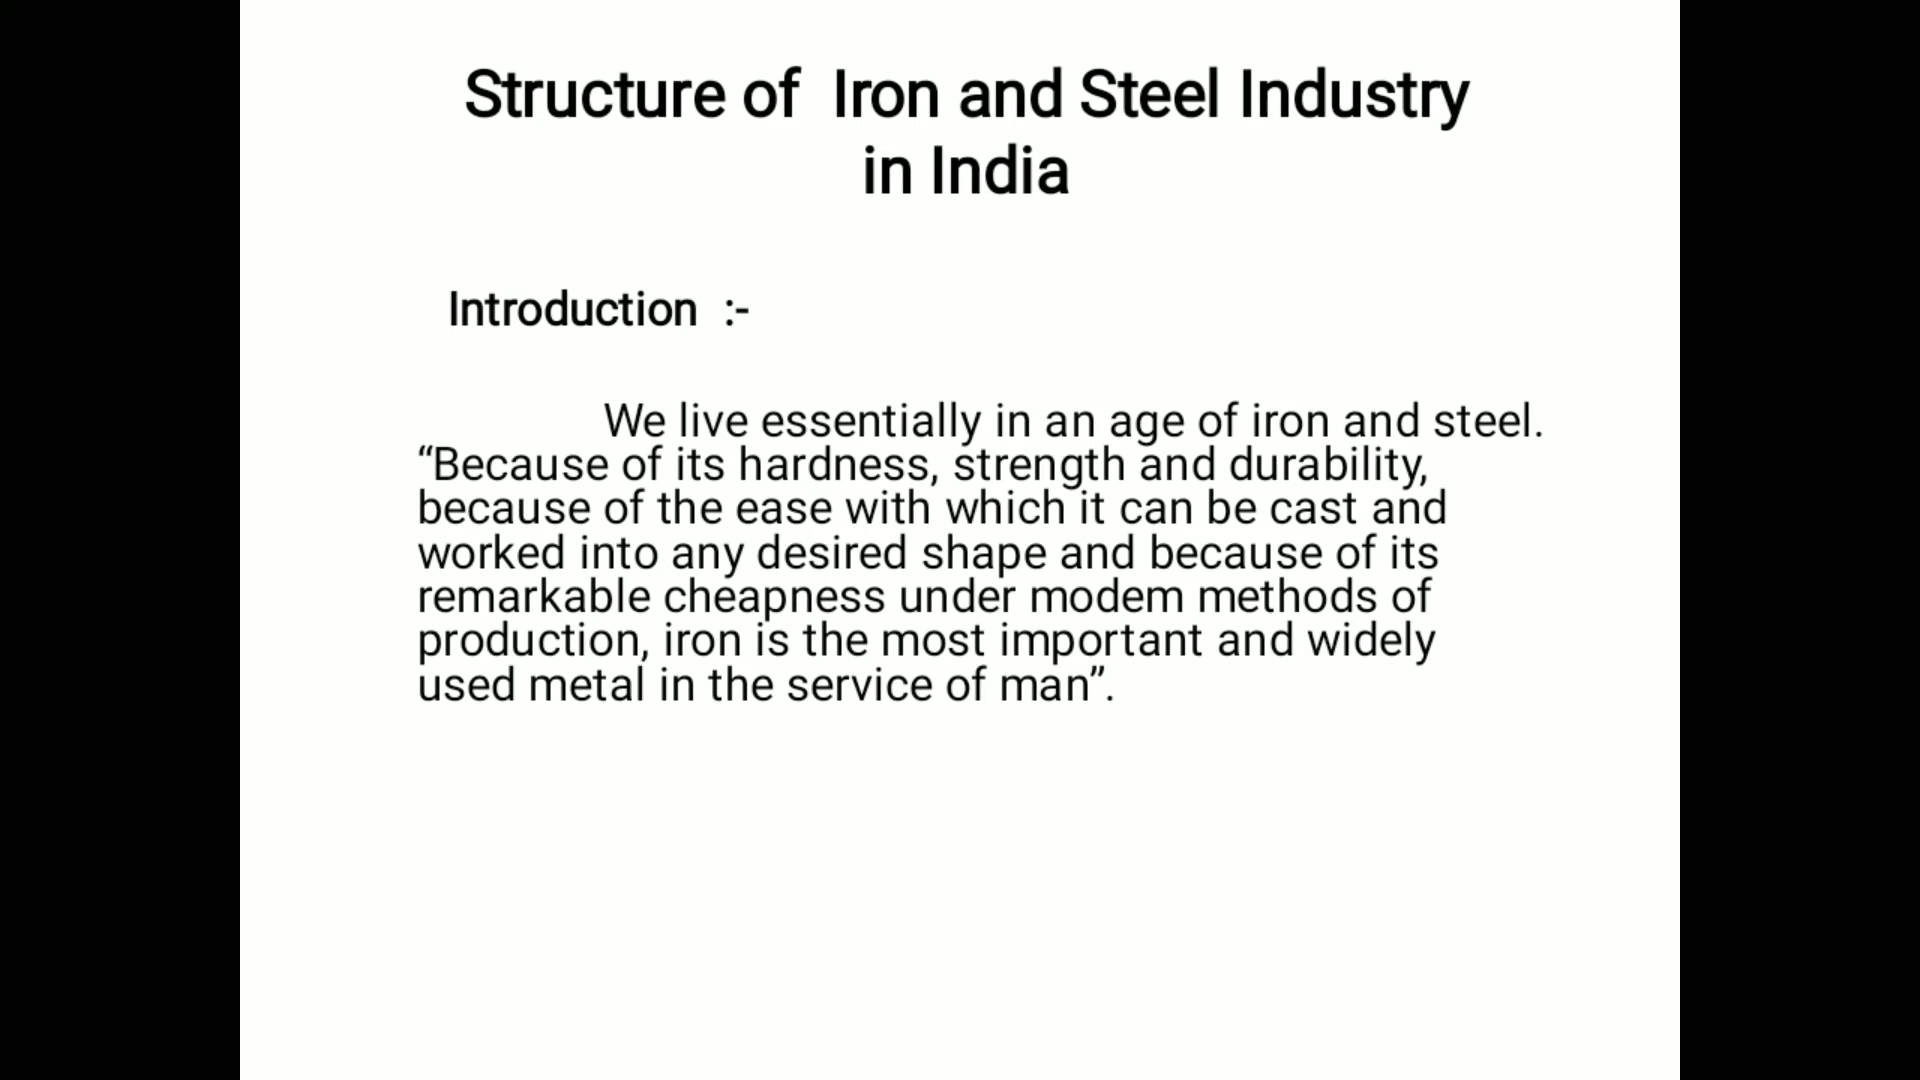 Structure of  Iron and Steel Industry
in India
Introduction  :-
We live essentially in an age of iron and steel.
“Because of its hardness, strength and durability,
because of the ease with which it can be cast and
worked into any desired shape and because of its
remarkable cheapness under modem methods of
production, iron is the most important and widely
used metal in the service of man”.